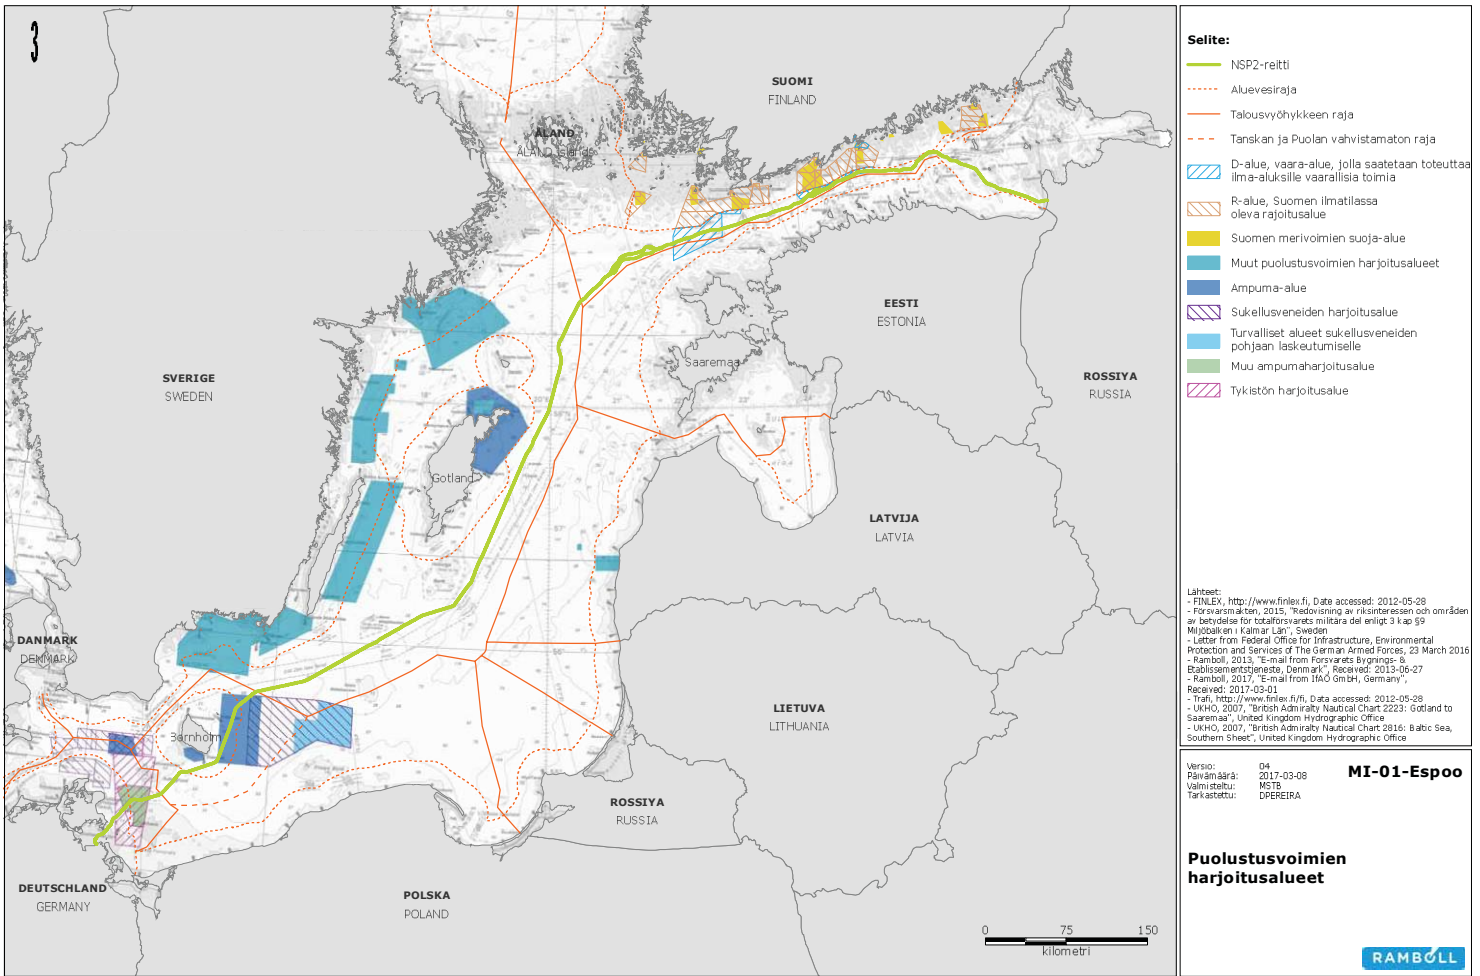 3
SUOMI
FINLAND
ÅLAND
ÅLAND Islands
EESTI
ESTONIA
Saaremaa
ROSSIYA
RUSSIA
SVERIGE
SWEDEN
Gotland
LATVIJA
LATVIA
DANMARK
DENMARK
LIETUVA
LITHUANIA
Bornholm
ROSSIYA
RUSSIA
DEUTSCHLAND
GERMANY
POLSKA
POLAND
0 75 150
kilometri
Selite:
NSP2-reitti
Aluevesiraja
Talousvyöhykkeen raja
Tanskan ja Puolan vahvistamaton raja
D-alue, vaara-alue, jolla saatetaan toteuttaa
ilma-aluksille vaarallisia toimia
R-alue, Suomen ilmatilassa
oleva rajoitusalue
Suomen merivoimien suoja-alue
Muut puolustusvoimien harjoitusalueet
Ampuma-alue
Sukellusveneiden harjoitusalue
Turvalliset alueet sukellusveneiden
pohjaan laskeutumiselle
Muu ampumaharjoitusalue
Tykistön harjoitusalue
Lähteet:
- FINLEX, http://www.finlex.fi, Date accessed: 2012-05-28
- Försvarsmakten, 2015, "Redovisning av riksintressen och områden
av betydelse för totalförsvarets militära del enligt 3 kap §9
Miljöbalken i Kalmar Län", Sweden
- Letter from Federal Office for Infrastructure, Environmental
Protection and Services of The German Armed Forces, 23 March 2016
- Ramboll, 2013, "E-mail from Forsvarets Bygnings- &
Etablissementstjeneste, Denmark", Received: 2013-06-27
- Ramboll, 2017, "E-mail from IfAÖ GmbH, Germany",
Received: 2017-03-01
- Trafi, http://www.finlex.fi/fi, Data accessed: 2012-05-28
- UKHO, 2007, "British Admiralty Nautical Chart 2223: Gotland to
Saaremaa", United Kingdom Hydrographic Office
- UKHO, 2007, "British Admiralty Nautical Chart 2816: Baltic Sea,
Southern Sheet", United Kingdom Hydrographic Office
Versio: 04
Päivämäärä: 2017-03-08
Valmisteltu: MSTB
Tarkastettu: DPEREIRA
MI-01-Espoo
Puolustusvoimien
harjoitusalueet
RAMBOLL